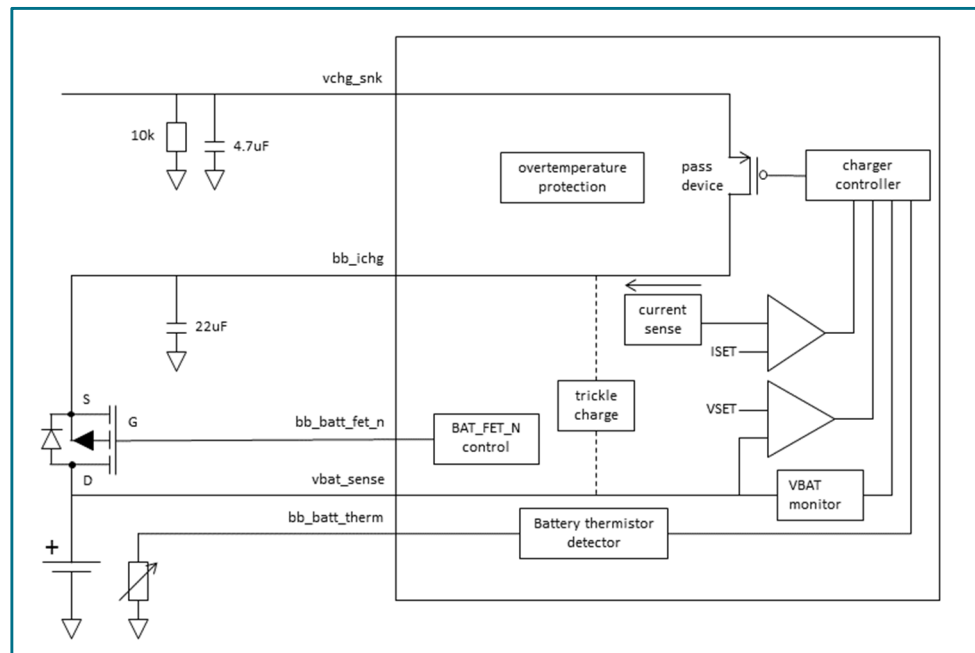 vchg_snk
10k
4.7uF
overtemperature
protection
pass
device
charger
controller
bb_ichg
22uF
current
sense
ISET
S
G
bb_batt_fet_n
BAT_FET_N
control
trickle
charge
VSET
D
vbat_sense
VBAT
monitor
bb_batt_therm
Battery thermistor
detector
+